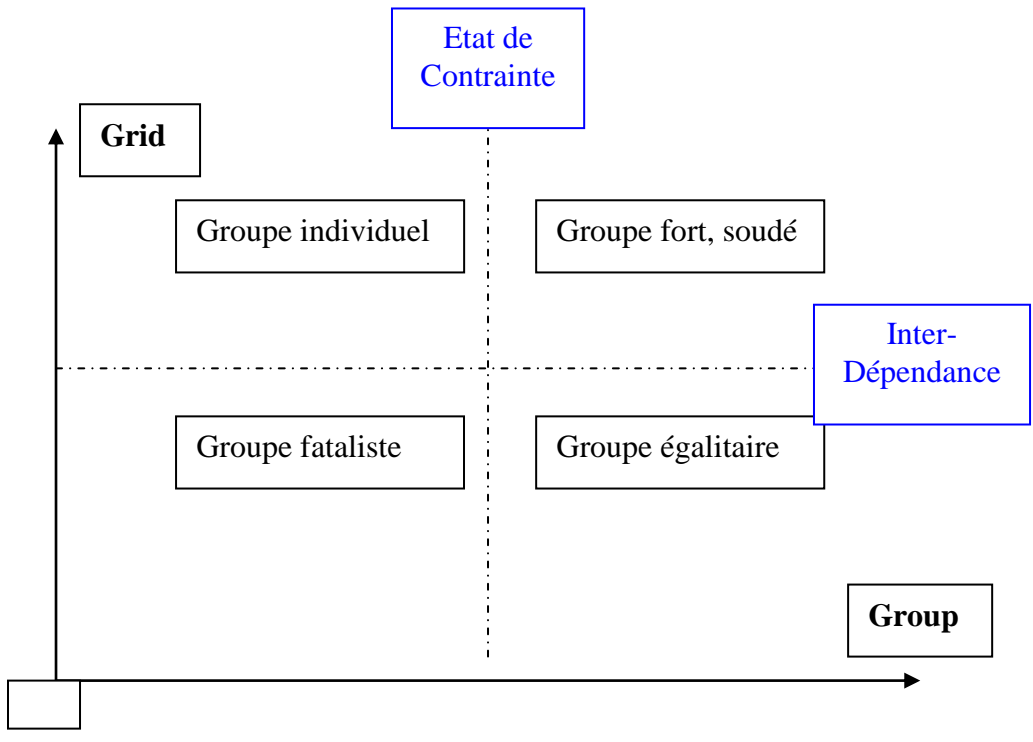 Etat de
Contrainte
Grid
Groupe individuel
Groupe fort, soudé
Inter-
Dépendance
Groupe fataliste
Groupe égalitaire
Group